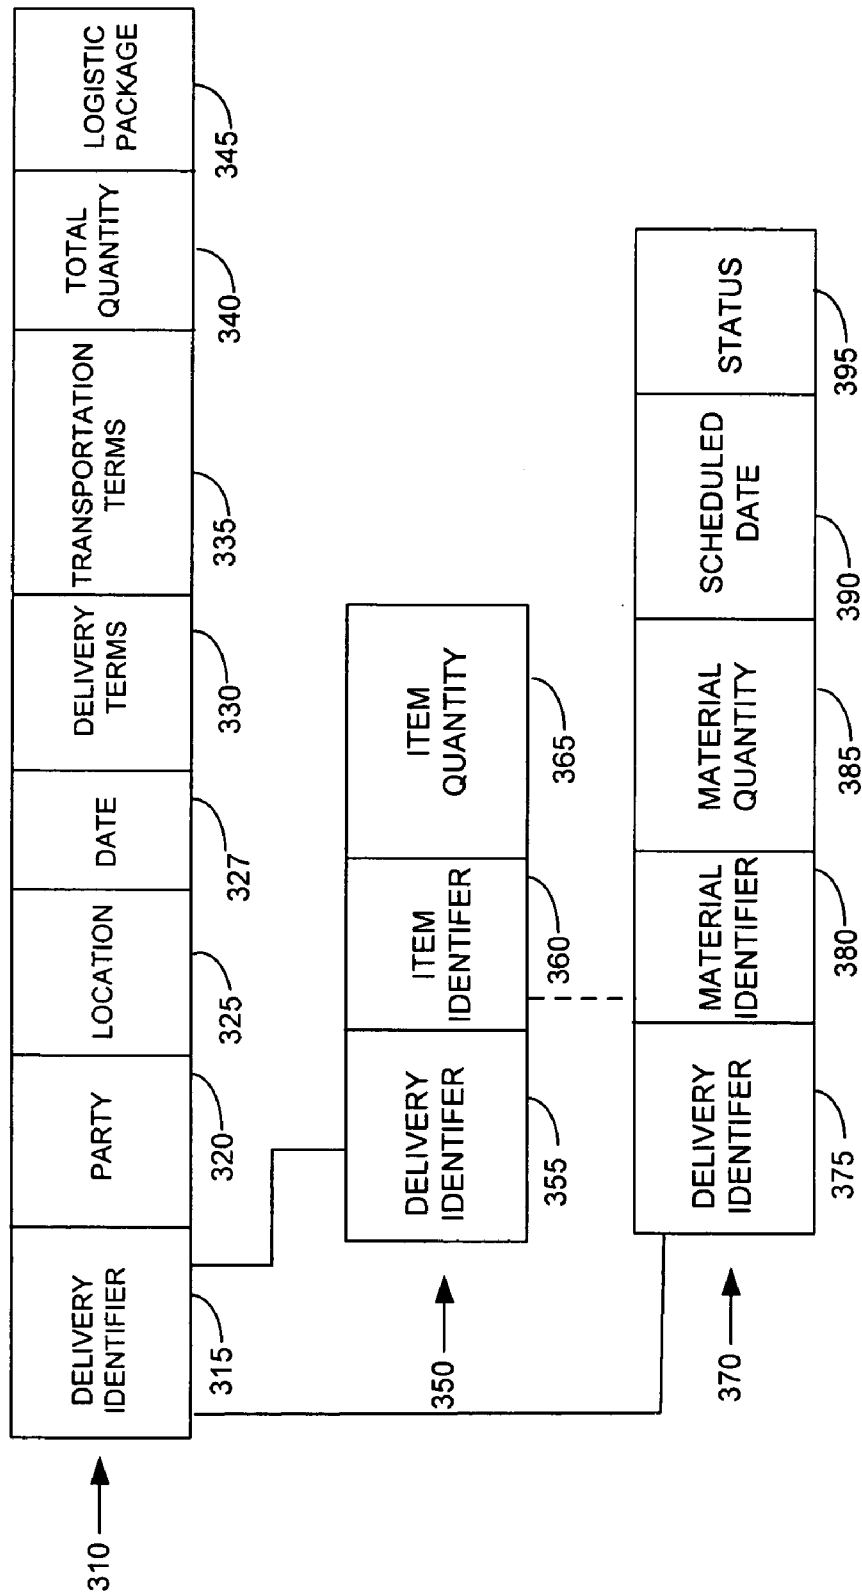 310
DELIVERY
IDENTIFIER
PARTY
LOCATION
DATE
DELIVERY
TERMS
TRANSPORTATION
TERMS
TOTAL
QUANTITY
LOGISTIC
PACKAGE
315
320
325
327
330
335
340
345
350
DELIVERY
IDENTIFER
ITEM
IDENTIFER
ITEM
QUANTITY
355
360
365
370
DELIVERY
IDENTIFER
MATERIAL
IDENTIFIER
MATERIAL
QUANTITY
SCHEDULED
DATE
STATUS
375
380
385
390
395